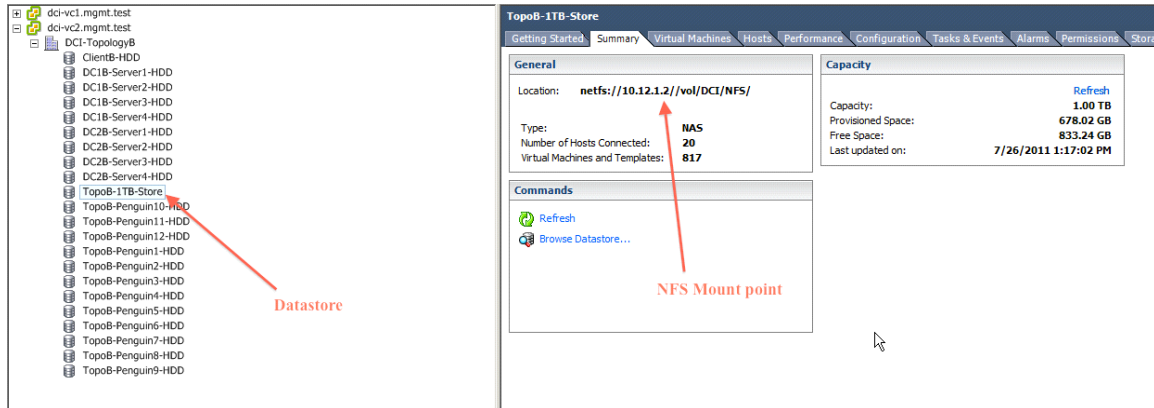 dci-vc1.mgmt.test
dci-vc2.mgmt.test
DCI-TopologyB
ClientB-HDD
DC1B-Server1-HDD
DC1B-Server2-HDD
DC1B-Server3-HDD
DC1B-Server4-HDD
DC2B-Server1-HDD
DC2B-Server2-HDD
DC2B-Server3-HDD
DC2B-Server4-HDD
TopoB-1TB-Store
TopoB-Penguin10-HDD
TopoB-Penguin11-HDD
TopoB-Penguin12-HDD
TopoB-Penguin1-HDD
TopoB-Penguin2-HDD
TopoB-Penguin3-HDD
TopoB-Penguin4-HDD
TopoB-Penguin5-HDD
TopoB-Penguin6-HDD
TopoB-Penguin7-HDD
TopoB-Penguin8-HDD
TopoB-Penguin9-HDD
Datastore
TopoB-1TB-Store
Getting Started Summary Virtual Machines Hosts Performance Configuration Tasks & Events Alarms Permissions Stora
General
Location: netfs://10.12.1.2//vol/DCI/NFS/
Type: NAS
Number of Hosts Connected: 20
Virtual Machines and Templates: 817
Commands
Refresh
Browse Datastore...
NFS Mount point
Capacity
Refresh
Capacity: 1.00 TB
Provisioned Space: 678.02 GB
Free Space: 833.24 GB
Last updated on: 7/26/2011 1:17:02 PM